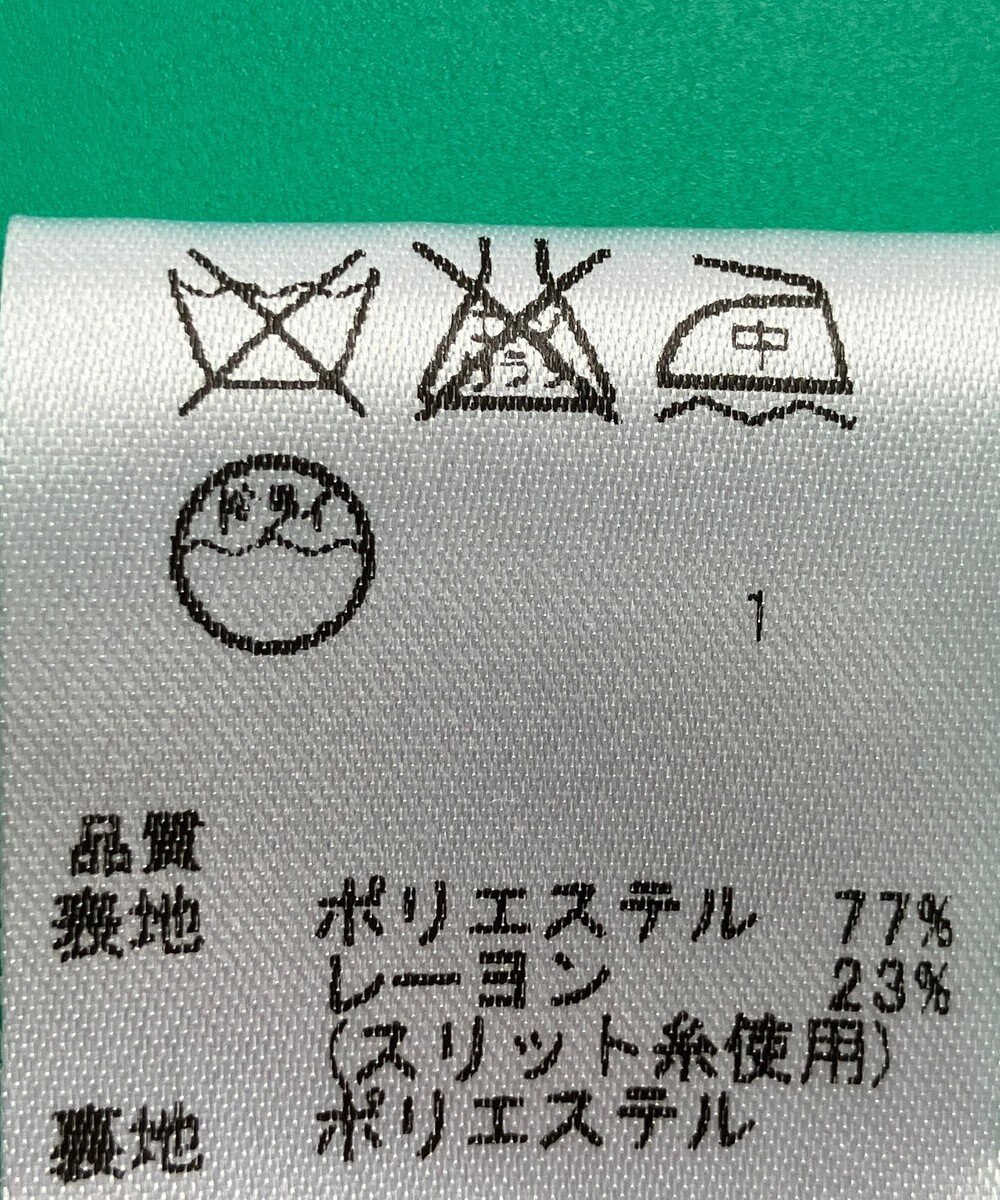 中
ドライ
1
品質
表地 ポリエステル 77%
レーヨン 23%
(スリット糸使用)
裏地 ポリエステル